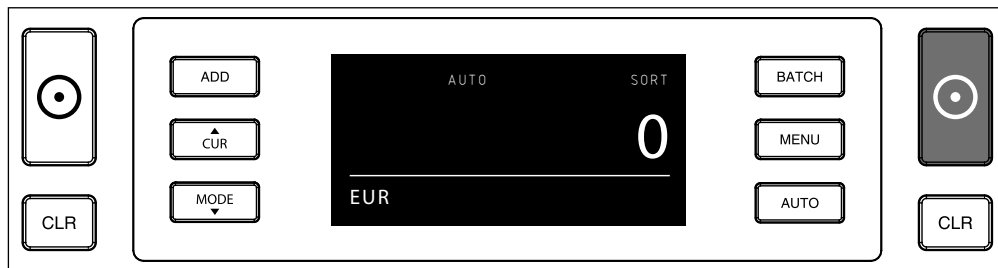 ADD
AUTO SORT
BATCH
CUR
0
MENU
MODE
EUR
AUTO
CLR
CLR